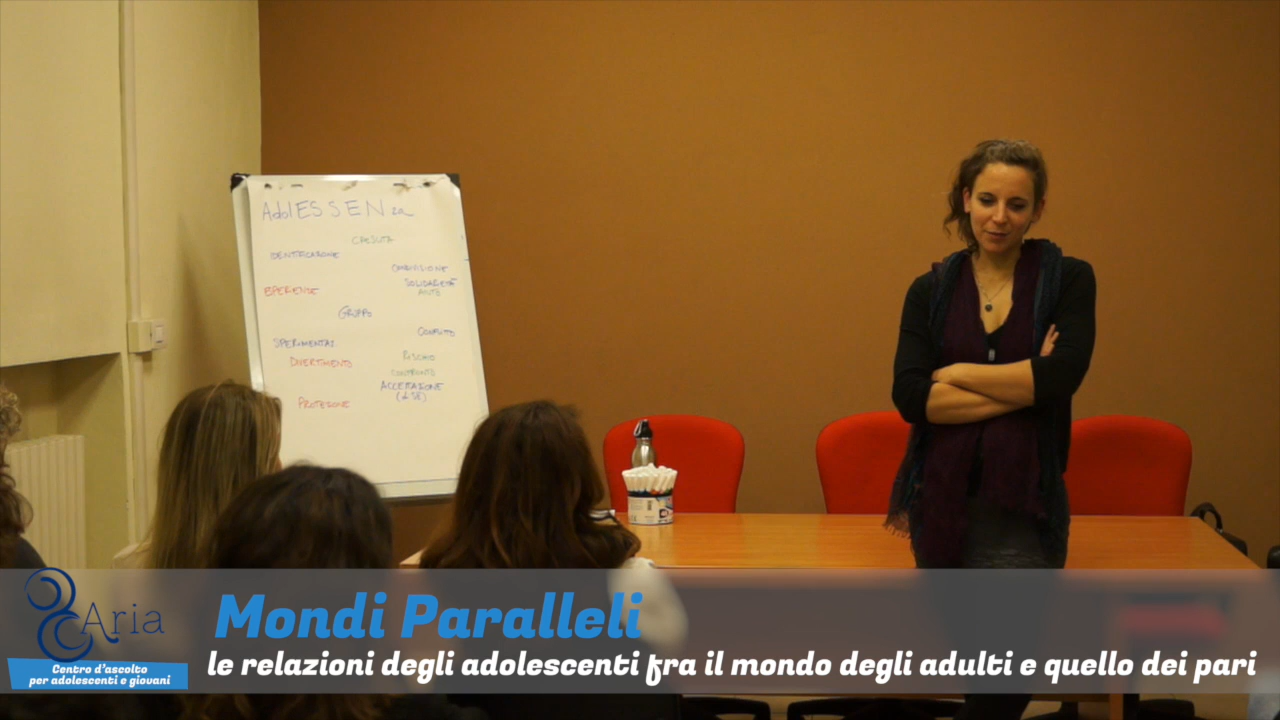 AdolESSENza
CRESCITA
IDENTIFICAZIONE
CONDIVISIONE
SOLIDARIETÀ
ESPERIENZE
GRUPPO
CONFLITTO
SPERIMENTARSI
DIVERTIMENTO
RISCHIO
CONFRONTO
ACCETTAZIONE
(di SÉ)
PROTEZIONE
Aria
Centro d'ascolto
per adolescenti e giovani
Mondi Paralleli
le relazioni degli adolescenti fra il mondo degli adulti e quello dei pari